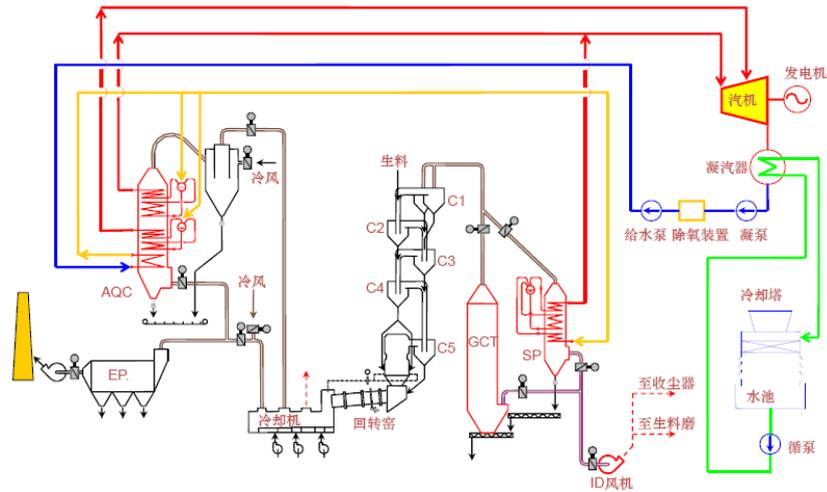 发电机
汽机
凝汽器
给水泵
除氧装置
凝泵
冷风
生料
C1
C2
C3
C4
C5
AQC
冷风
冷却塔
GCT
SP
EP.
水池
至收尘器
冷却机
回转窑
至生料磨
循泵
ID风机